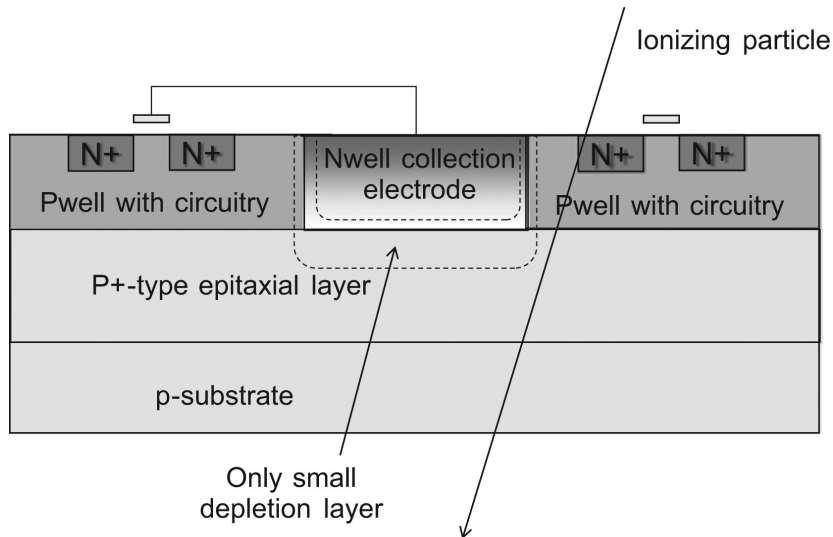 Ionizing particle
N+
N+
Nwell collection
electrode
N+
N+
Pwell with circuitry
Pwell with circuitry
P+-type epitaxial layer
p-substrate
Only small
depletion layer